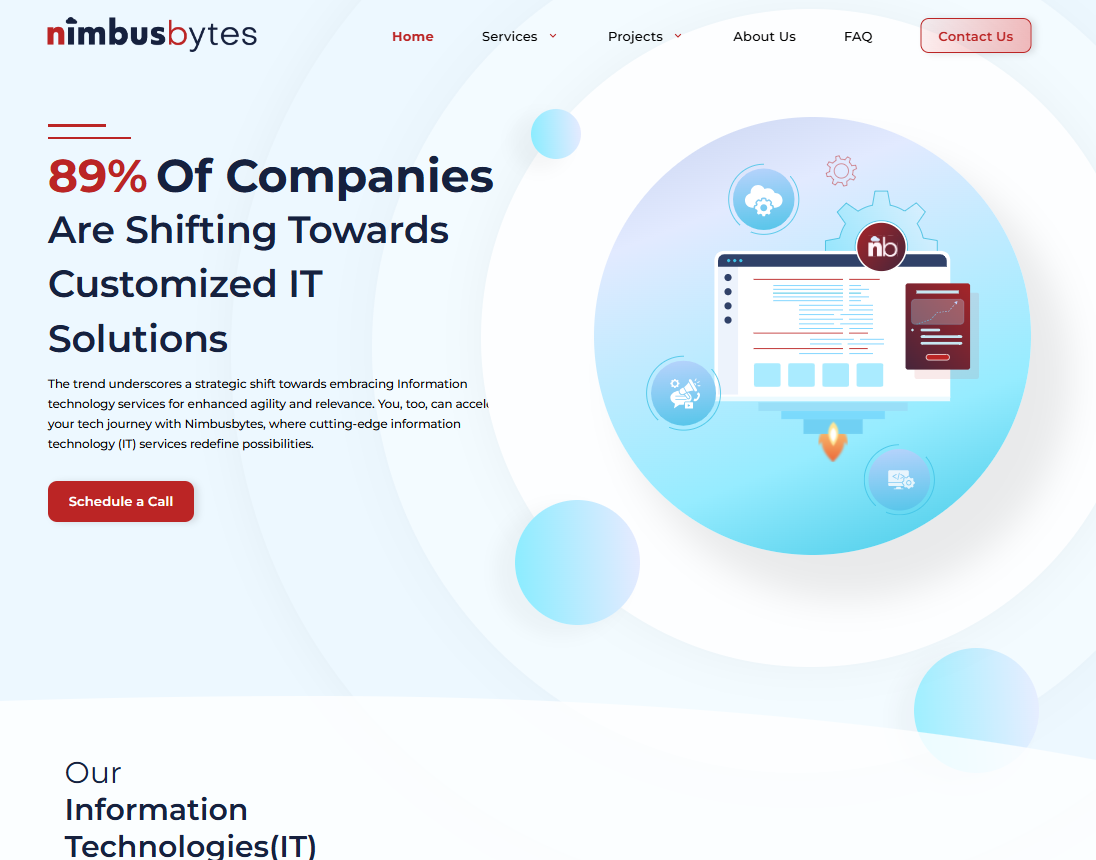 nimbusbytes
Home Services Projects About Us FAQ Contact Us
89% Of Companies
Are Shifting Towards
Customized IT
Solutions
The trend underscores a strategic shift towards embracing Information
technology services for enhanced agility and relevance. You, too, can
your tech journey with Nimbusbytes, where cutting-edge information
technology (IT) services redefine possibilities.
Schedule a Call
nb
Our
Information
Technologies(IT)